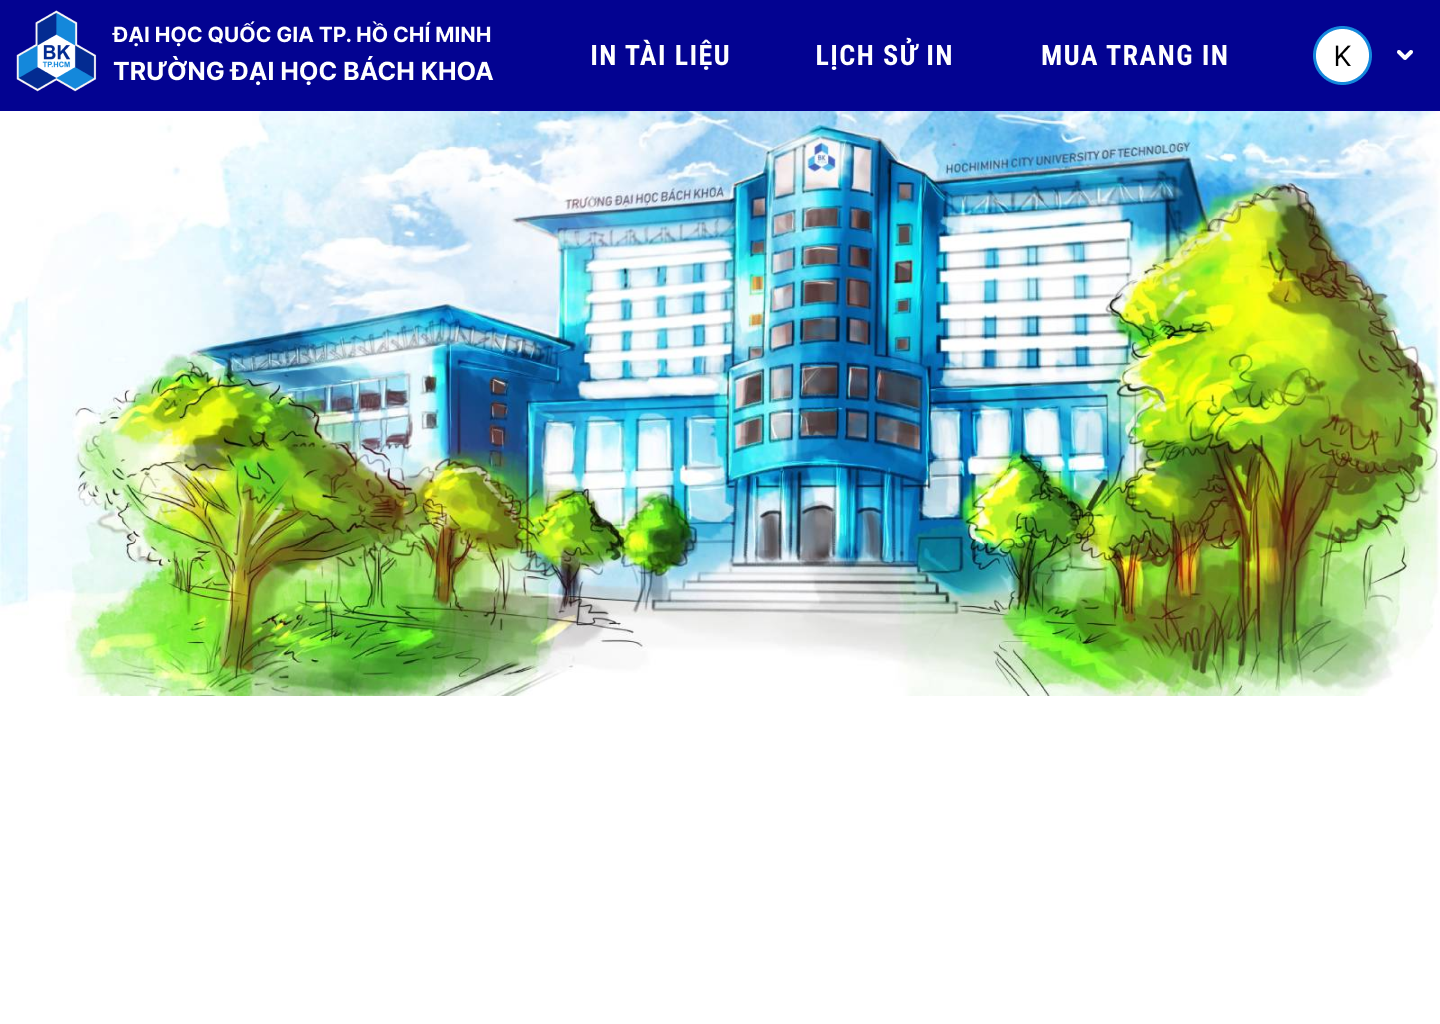 BK
TP.HCM
ĐẠI HỌC QUỐC GIA TP. HỒ CHÍ MINH
TRƯỜNG ĐẠI HỌC BÁCH KHOA
IN TÀI LIỆU
LỊCH SỬ IN
MUA TRANG IN
K
BK
TRƯỜNG ĐẠI HỌC BÁCH KHOA
HOCHIMINH CITY UNIVERSITY OF TECHNOLOGY